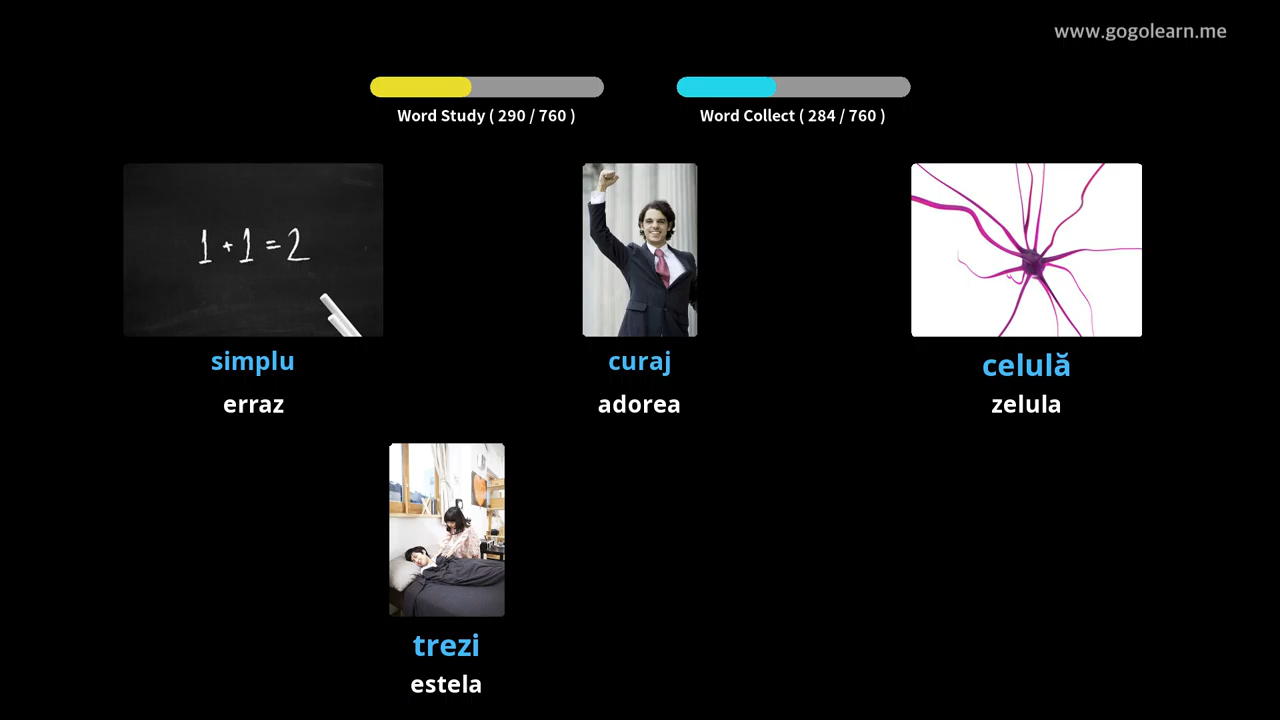 www.gogolearn.me
Word Study ( 290 / 760 )
Word Collect ( 284 / 760 )
1 + 1 = 2
simplu
erraz
curaj
adorea
celulă
zelula
trezi
estela